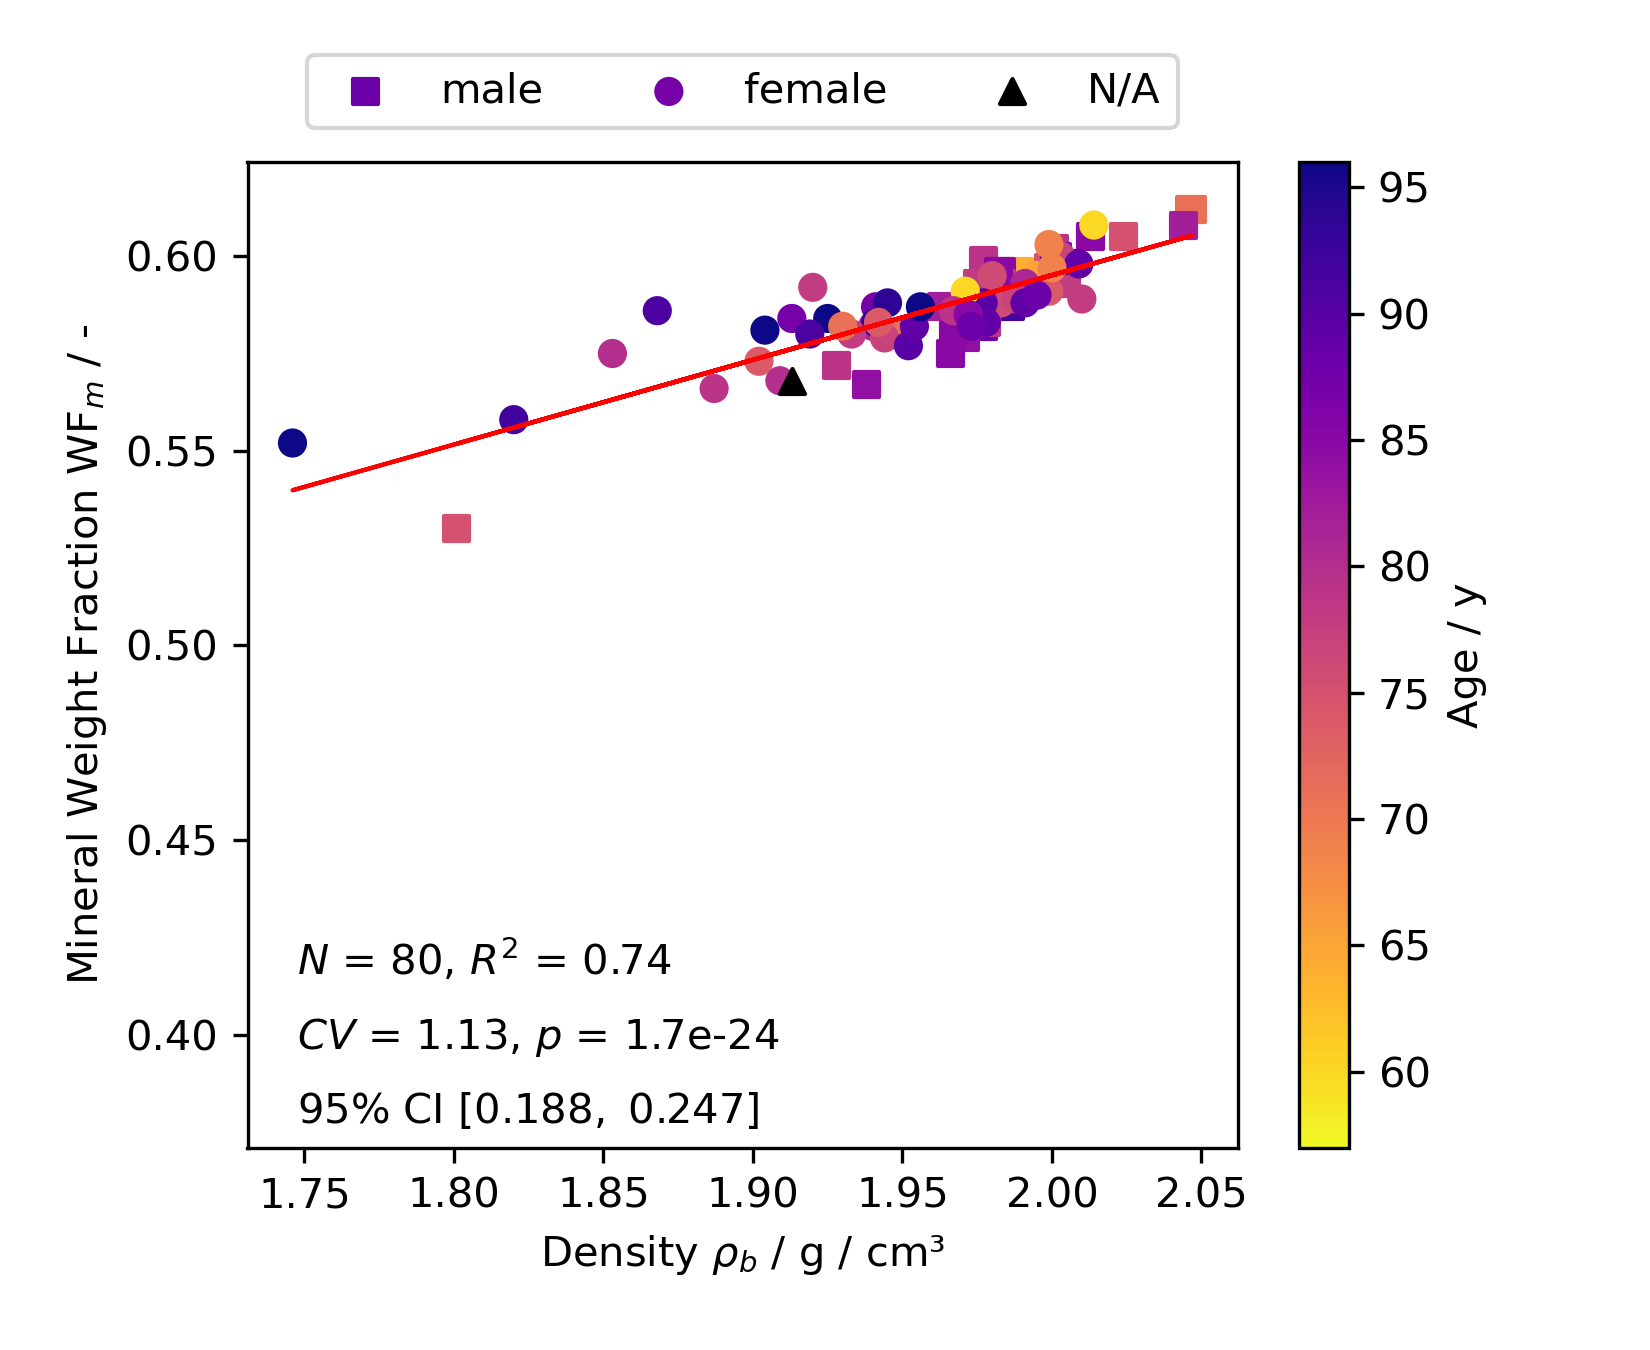 male female N/A
Mineral Weight Fraction WFₘ / -
0.60
0.55
0.50
0.45
0.40
N = 80, R² = 0.74
CV = 1.13, p = 1.7e-24
95% CI [0.188, 0.247]
1.75 1.80 1.85 1.90 1.95 2.00 2.05
Density ρ_b / g / cm³
95
90
85
80
75
70
65
60
Age / y